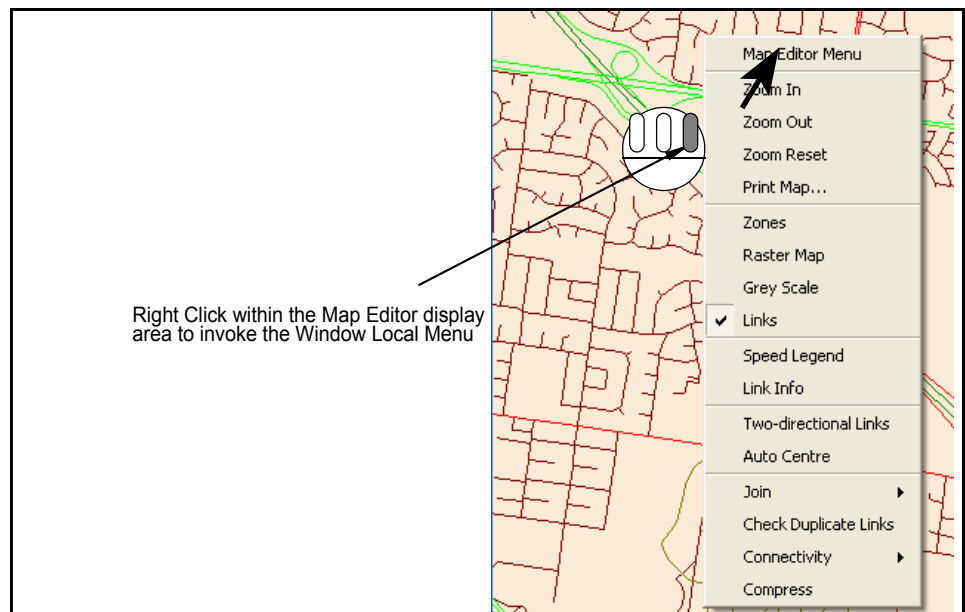 Map Editor Menu
Zoom In
Zoom Out
Zoom Reset
Print Map...
Zones
Raster Map
Grey Scale
Links
Speed Legend
Link Info
Two-directional Links
Auto Centre
Join
Check Duplicate Links
Connectivity
Compress
Right Click within the Map Editor display
area to invoke the Window Local Menu